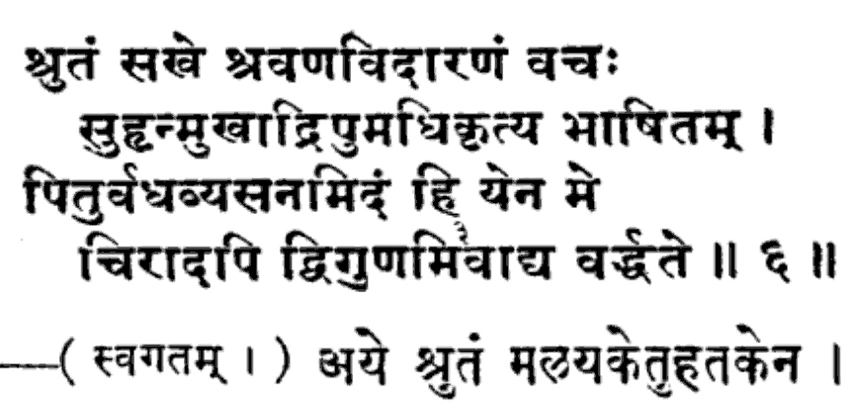 श्रुतं सखे श्रवणविदारणं वचः
सुहृन्मुखाद्रिपुमधिकृत्य भाषितम् ।
पितुर्वधव्यसनमिदं हि येन मे
चिरादपि द्विगुणमिवाद्य वर्द्धते ॥ ६ ॥
—( स्वगतम् । ) अये श्रुतं मलयकेतुहतकेन ।